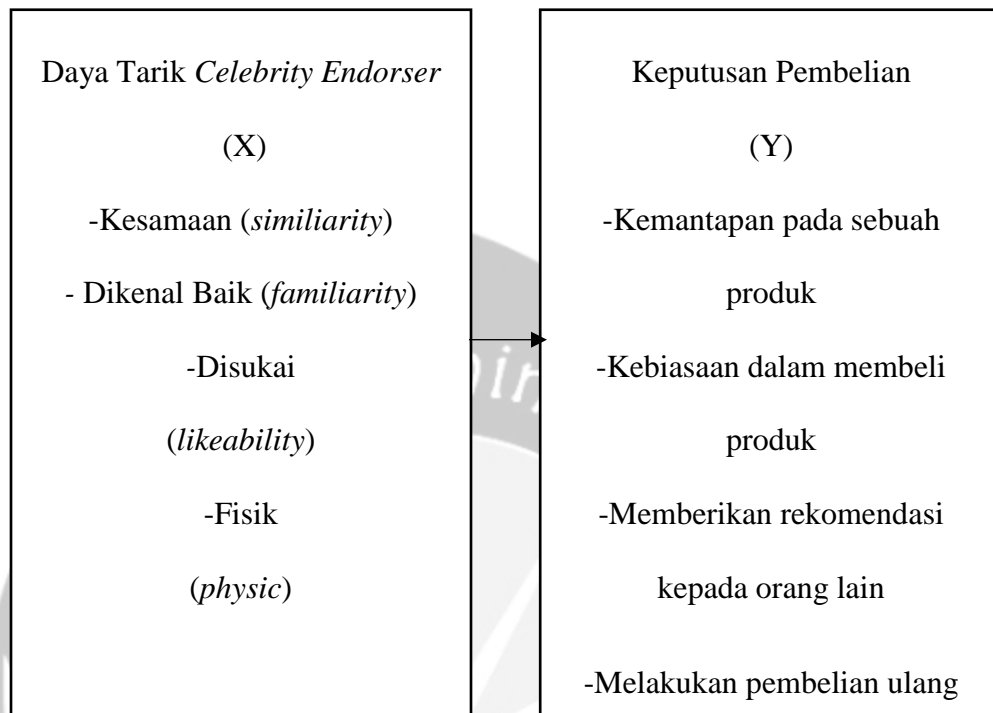 Daya Tarik Celebrity Endorser
(X)
-Kesamaan (similiarity)
- Dikenal Baik (familiarity)
-Disukai
(likeability)
-Fisik
(physic)
Keputusan Pembelian
(Y)
-Kemantapan pada sebuah
produk
-Kebiasaan dalam membeli
produk
-Memberikan rekomendasi
kepada orang lain
-Melakukan pembelian ulang